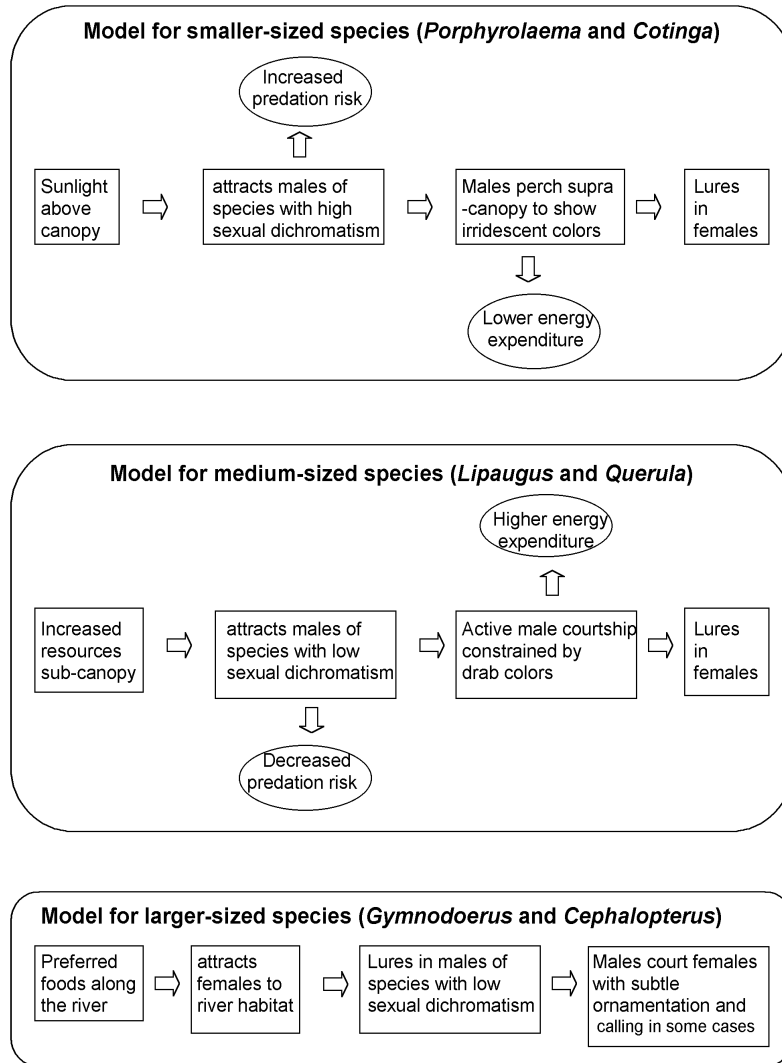 Model for smaller-sized species (Porphyrolaema and Cotinga)
Increased
predation risk
Sunlight
above
canopy
attracts males of
species with high
sexual dichromatism
Males perch supra
-canopy to show
irridescent colors
Lures
in
females
Lower energy
expenditure
Model for medium-sized species (Lipaugus and Querula)
Higher energy
expenditure
Increased
resources
sub-canopy
attracts males of
species with low
sexual dichromatism
Active male courtship
constrained by
drab colors
Lures
in
females
Decreased
predation risk
Model for larger-sized species (Gymnodoerus and Cephalopterus)
Preferred
foods along
the river
attracts
females to
river habitat
Lures in males of
species with low
sexual dichromatism
Males court females
with subtle
ornamentation and
calling in some cases